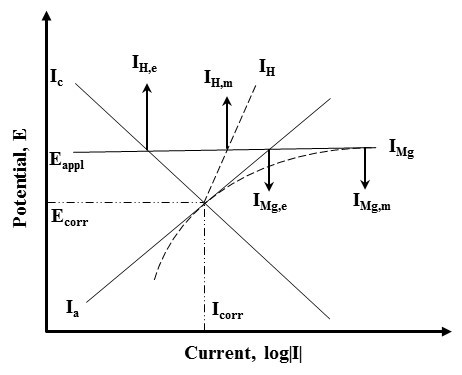 I_H,e
I_H,m
I_H
I_c
I_Mg
E_appl
I_Mg,e
I_Mg,m
E_corr
I_a
I_corr
Potential, E
Current, log|I|